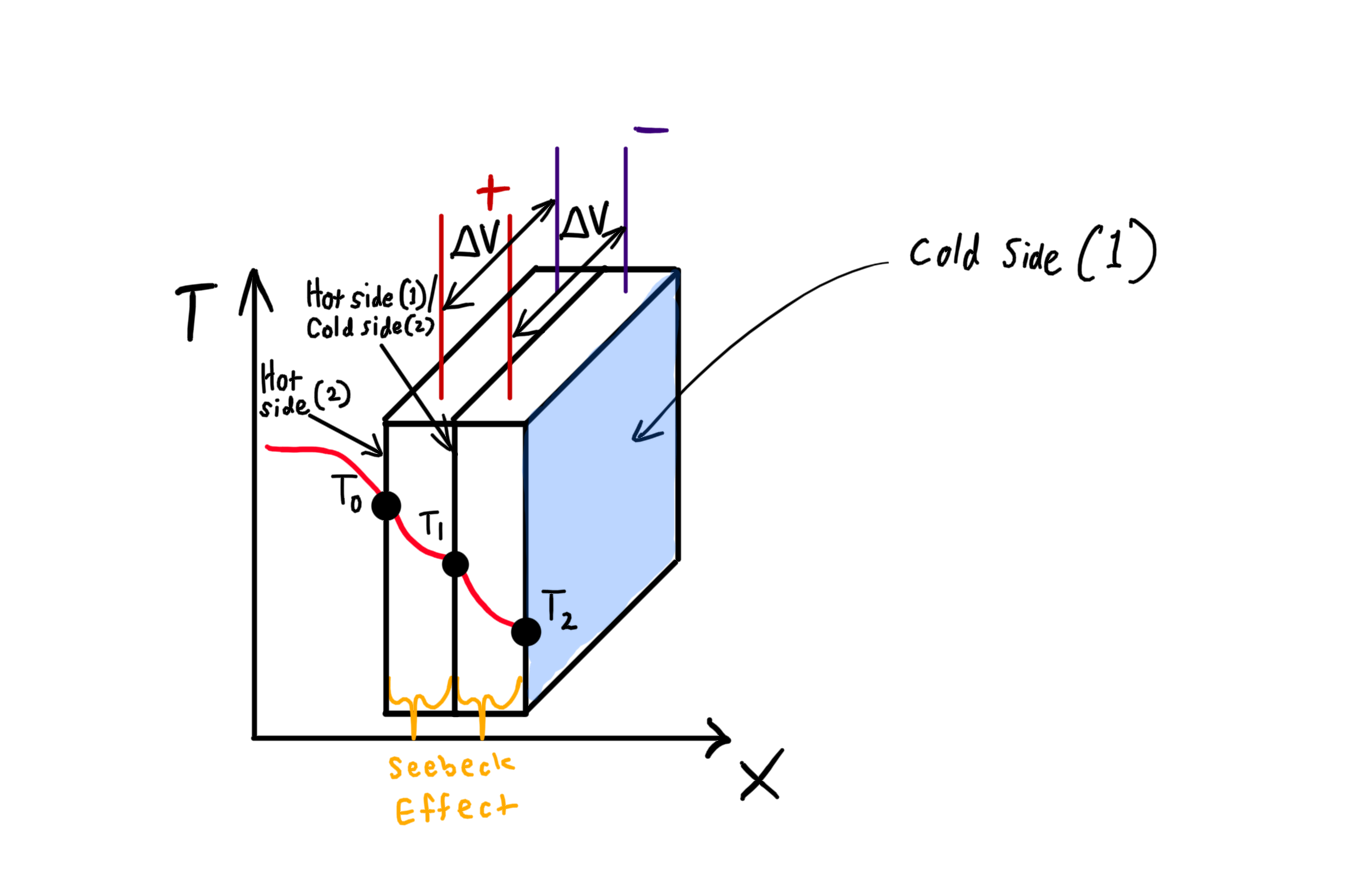 −
+
ΔV
ΔV
Cold Side (1)
T
Hot side (1)/
Cold side (2)
Hot
side (2)
T₀
T₁
T₂
Seebeck
Effect
X